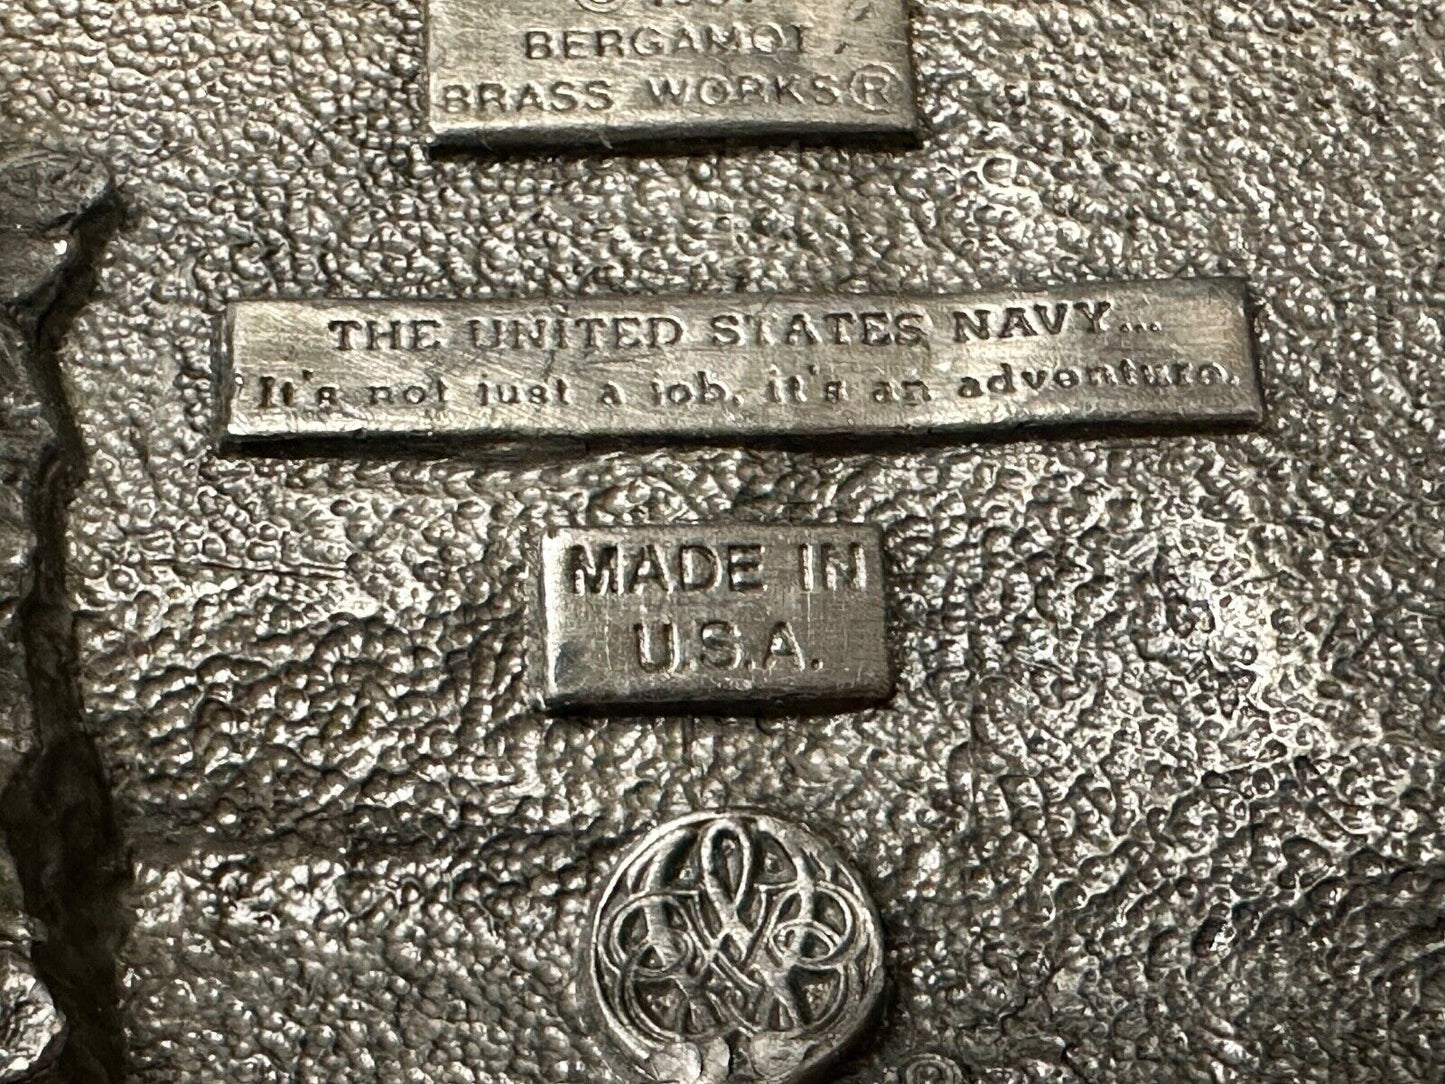 ©
BERGAMOT
BRASS WORKS®
THE UNITED STATES NAVY...
It's not just a job, it's an adventure.
MADE IN
U.S.A.
®